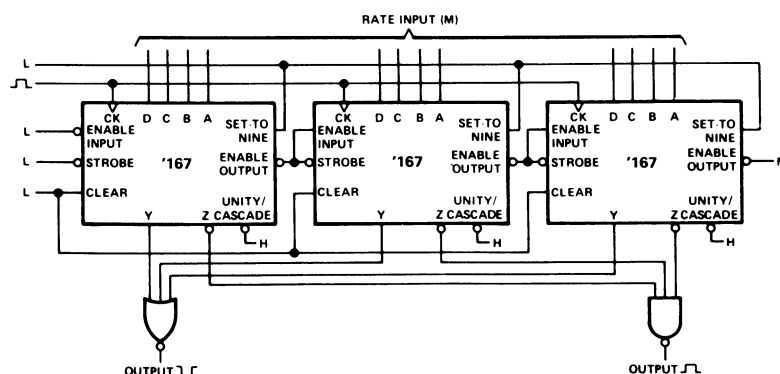 RATE INPUT (M)
L
CK D C B A
ENABLE INPUT
SET-TO NINE
L
STROBE
'167
ENABLE OUTPUT
L
CLEAR
UNITY/
Y Z CASCADE
H
CK D C B A
ENABLE INPUT
SET-TO NINE
STROBE
'167
ENABLE OUTPUT
CLEAR
UNITY/
Y Z CASCADE
H
CK D C B A
ENABLE INPUT
SET-TO NINE
STROBE
'167
ENABLE OUTPUT
CLEAR
UNITY/
Y Z CASCADE
H
L
OUTPUT
OUTPUT